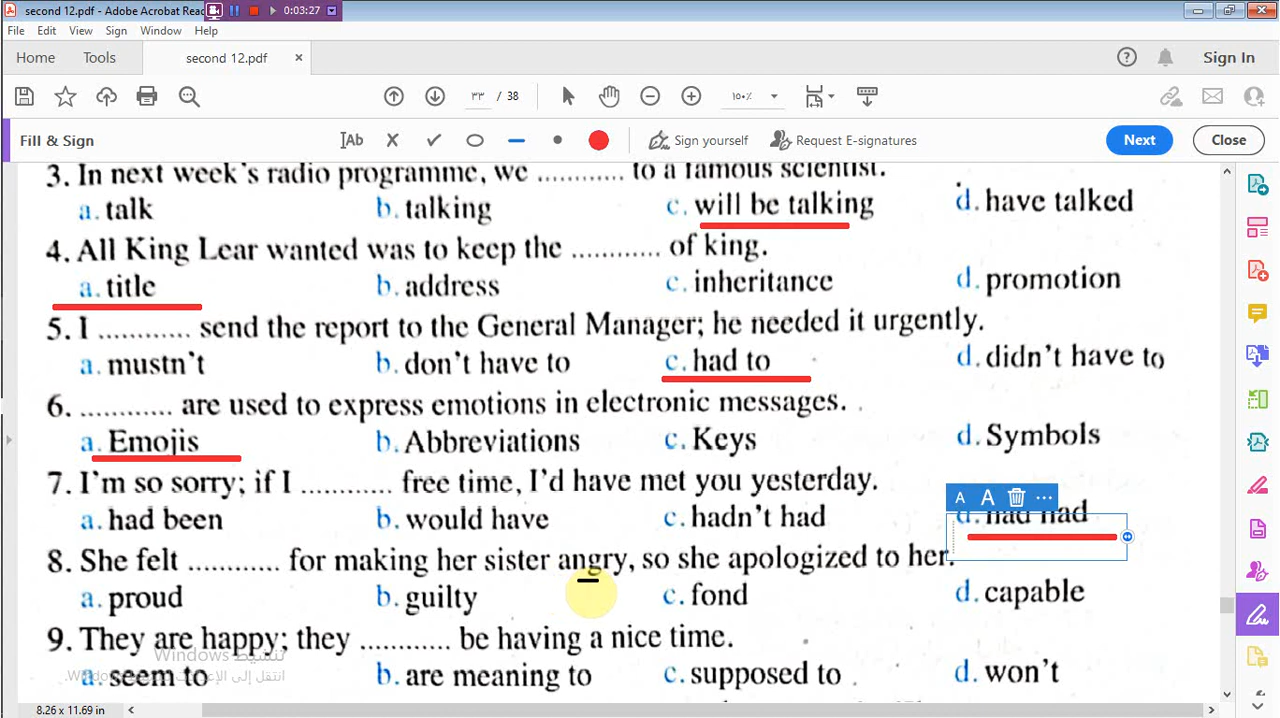 second 12.pdf - Adobe Acrobat Rea
0:03:27
File Edit View Sign Window Help
Home Tools second 12.pdf × Sign In
٣٣ / 38 ١٥٠٪
Fill & Sign Ab Sign yourself Request E-signatures Next Close
3. In next week's radio programme, we ............ to a famous scientist.
a. talk b. talking c. will be talking d. have talked
4. All King Lear wanted was to keep the ............ of king.
a. title b. address c. inheritance d. promotion
5. I ............ send the report to the General Manager; he needed it urgently.
a. mustn't b. don't have to c. had to d. didn't have to
6. ............ are used to express emotions in electronic messages.
a. Emojis b. Abbreviations c. Keys d. Symbols
7. I'm so sorry; if I ............ free time, I'd have met you yesterday.
A A ...
a. had been b. would have c. hadn't had d. had had
8. She felt ............ for making her sister angry, so she apologized to her.
a. proud b. guilty c. fond d. capable
9. They are happy; they ............ be having a nice time.
تنشيط Windows
a. seem to b. are meaning to c. supposed to d. won't
انتقل إلى
8.26 x 11.69 in